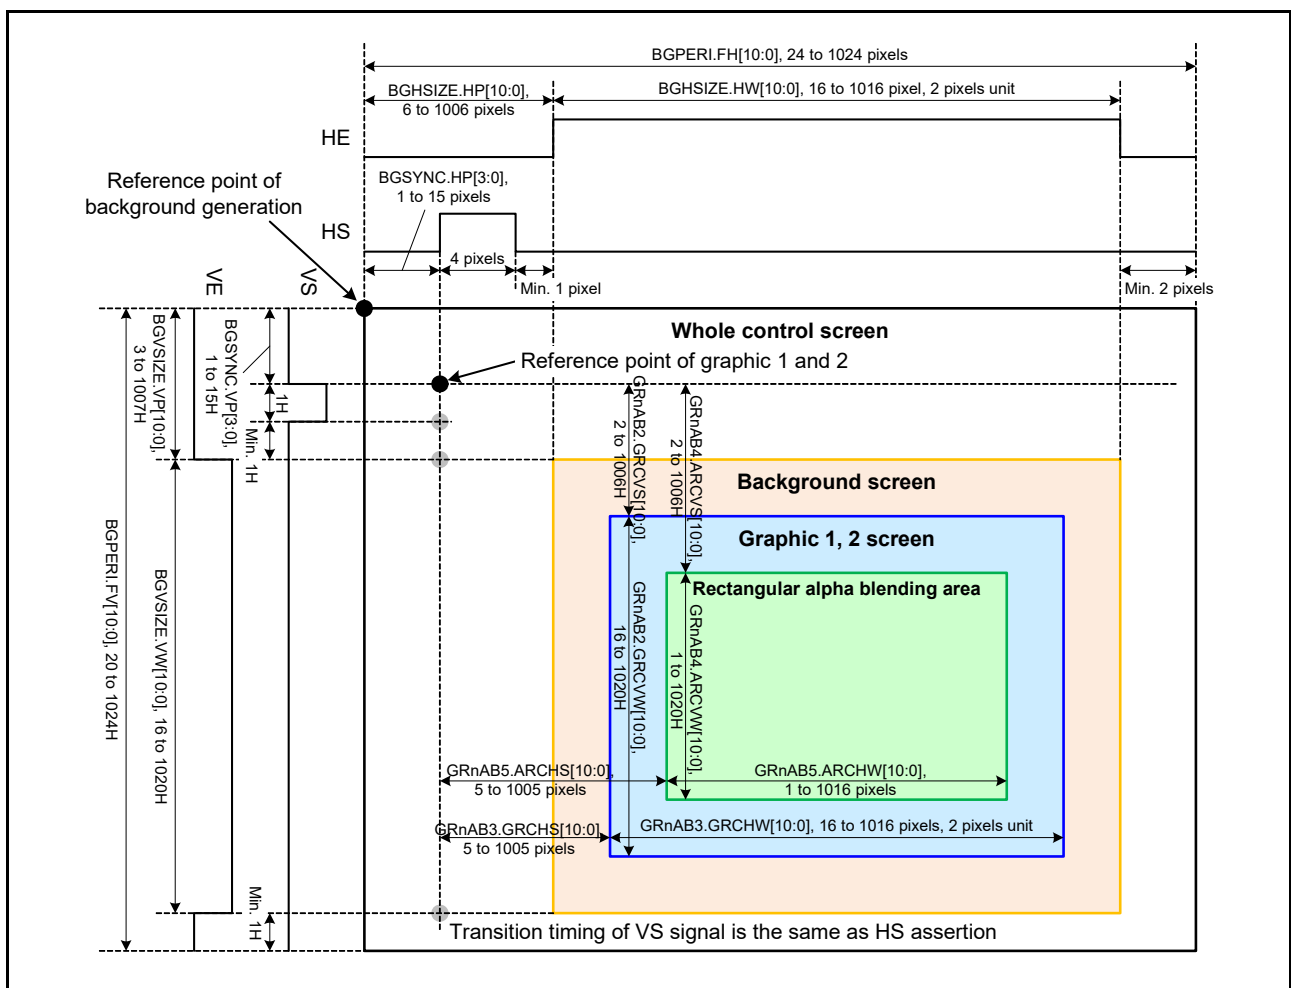 BGPERI.FH[10:0], 24 to 1024 pixels
BGHSIZE.HP[10:0],
6 to 1006 pixels
BGHSIZE.HW[10:0], 16 to 1016 pixel, 2 pixels unit
HE
BGSYNC.HP[3:0],
1 to 15 pixels
Reference point of
background generation
HS
4 pixels
Min. 1 pixel
Min. 2 pixels
VE
VS
Whole control screen
Reference point of graphic 1 and 2
BGPERI.FV[10:0], 20 to 1024H
BGVSIZE.VP[10:0],
3 to 1007H
BGVSIZE.VW[10:0], 16 to 1020H
BGSYNC.VP[3:0],
1 to 15H
1H
Min. 1H
Min. 1H
GRnAB2.GRCVS[10:0],
2 to 1006H
GRnAB4.ARCVS[10:0],
2 to 1006H
Background screen
Graphic 1, 2 screen
Rectangular alpha blending area
GRnAB2.GRCVW[10:0],
16 to 1020H
GRnAB4.ARCVW[10:0],
1 to 1020H
GRnAB5.ARCHS[10:0],
5 to 1005 pixels
GRnAB5.ARCHW[10:0],
1 to 1016 pixels
GRnAB3.GRCHS[10:0],
5 to 1005 pixels
GRnAB3.GRCHW[10:0], 16 to 1016 pixels, 2 pixels unit
Transition timing of VS signal is the same as HS assertion